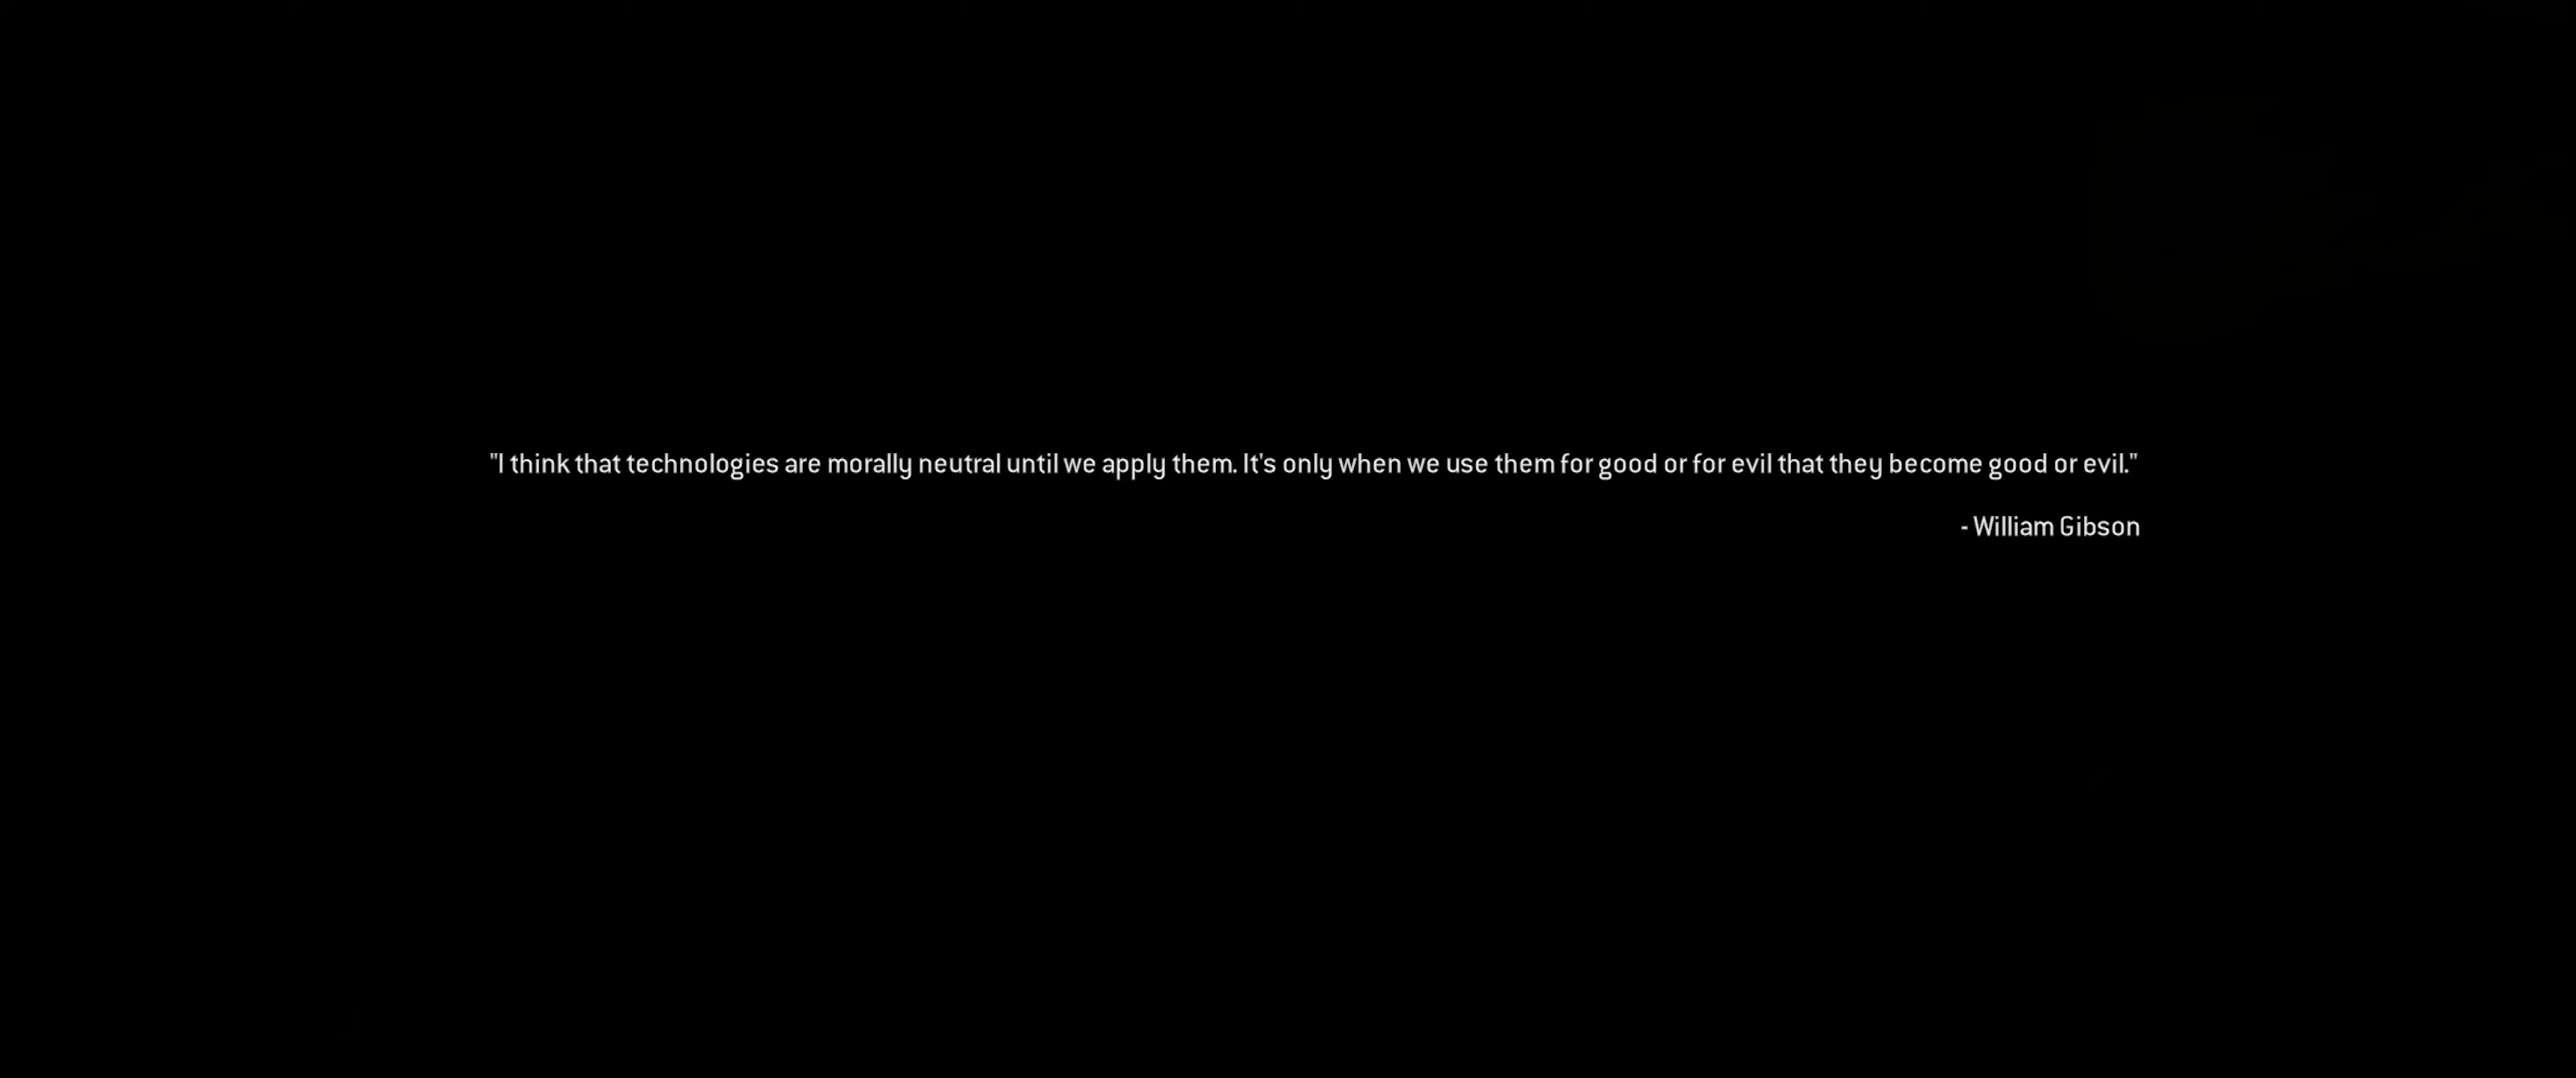 "I think that technologies are morally neutral until we apply them. It's only when we use them for good or for evil that they become good or evil."
- William Gibson